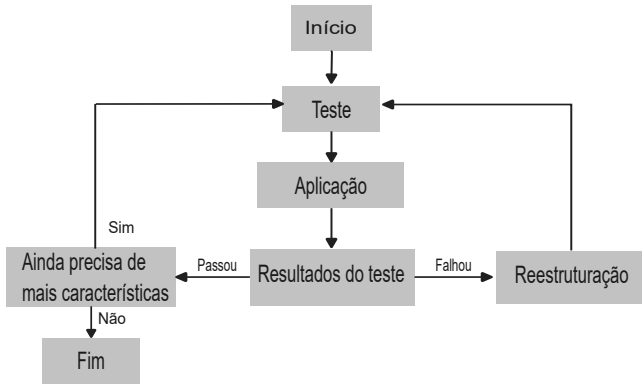 Início
Teste
Aplicação
Sim
Ainda precisa de
mais características
Passou
Resultados do teste
Falhou
Reestruturação
Não
Fim